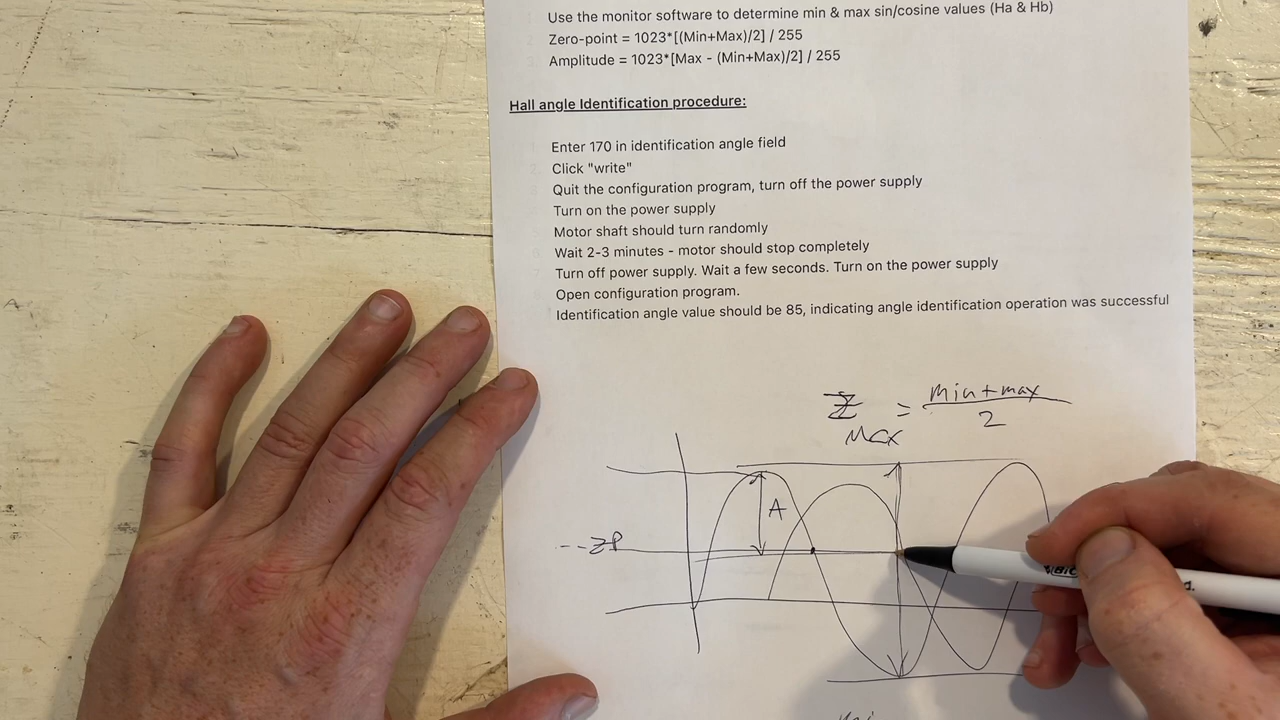 Use the monitor software to determine min & max sin/cosine values (Ha & Hb)
Zero-point = 1023*[(Min+Max)/2] / 255
Amplitude = 1023*[Max - (Min+Max)/2] / 255
Hall angle Identification procedure:
Enter 170 in identification angle field
Click "write"
Quit the configuration program, turn off the power supply
Turn on the power supply
Motor shaft should turn randomly
Wait 2-3 minutes - motor should stop completely
Turn off power supply. Wait a few seconds. Turn on the power supply
Open configuration program.
Identification angle value should be 85, indicating angle identification operation was successful
Z = min+max
2
Max
A
--ZP
BIC